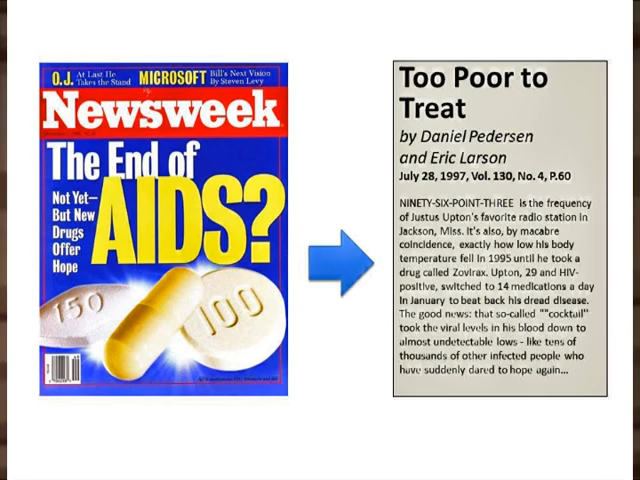 O.J. At Last He Takes the Stand MICROSOFT Bill's Next Vision By Steven Levy
Newsweek
The End of
AIDS?
Not Yet—
But New
Drugs
Offer
Hope
150
100
Too Poor to
Treat
by Daniel Pedersen
and Eric Larson
July 28, 1997, Vol. 130, No. 4, P.60
NINETY-SIX-POINT-THREE is the frequency
of Justus Upton's favorite radio station in
Jackson, Miss. It's also, by macabre
coincidence, exactly how low his body
temperature fell in 1995 until he took a
drug called Zovirax. Upton, 29 and HIV-
positive, switched to 14 medications a day
in January to beat back his dread disease.
The good news: that so-called ""cocktail"
took the viral levels in his blood down to
almost undetectable lows - like tens of
thousands of other infected people who
have suddenly dared to hope again...